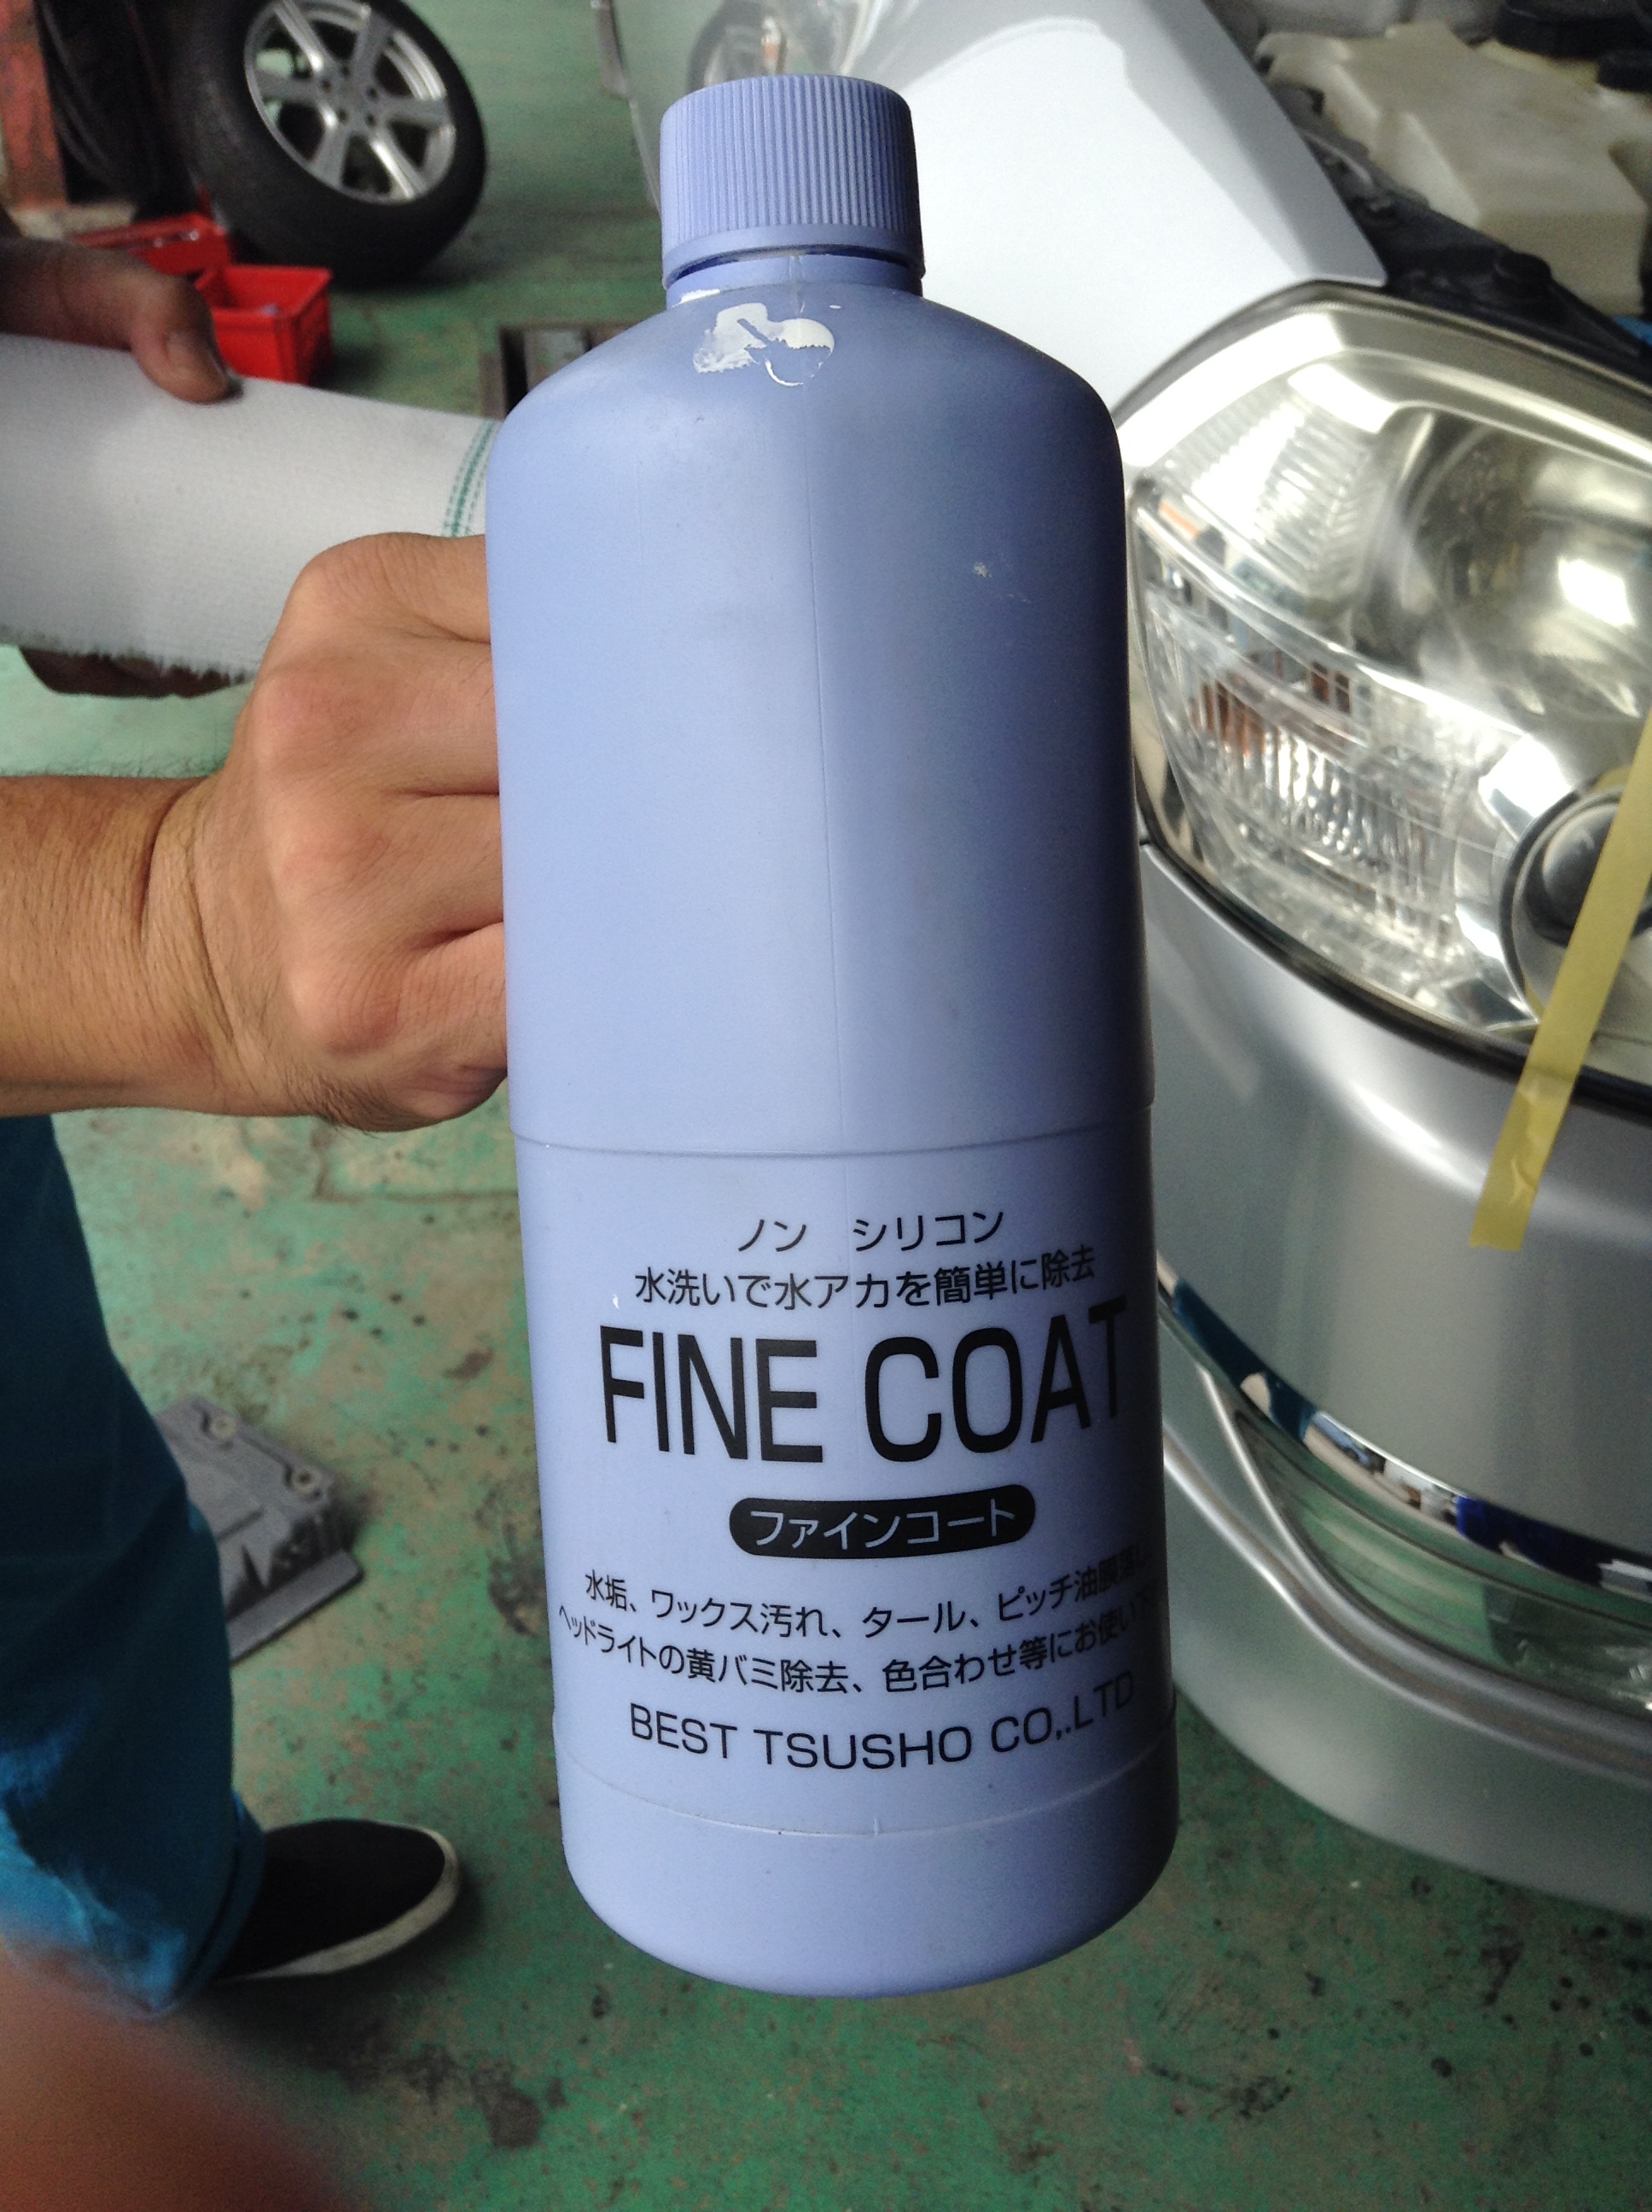 ノン シリコン
水洗いで水アカを簡単に除去
FINE COAT
ファインコート
水垢、ワックス汚れ、タール、ピッチ油膜
ヘッドライトの黄バミ除去、色合わせ等にお使い
BEST TSUSHO CO,.LTD